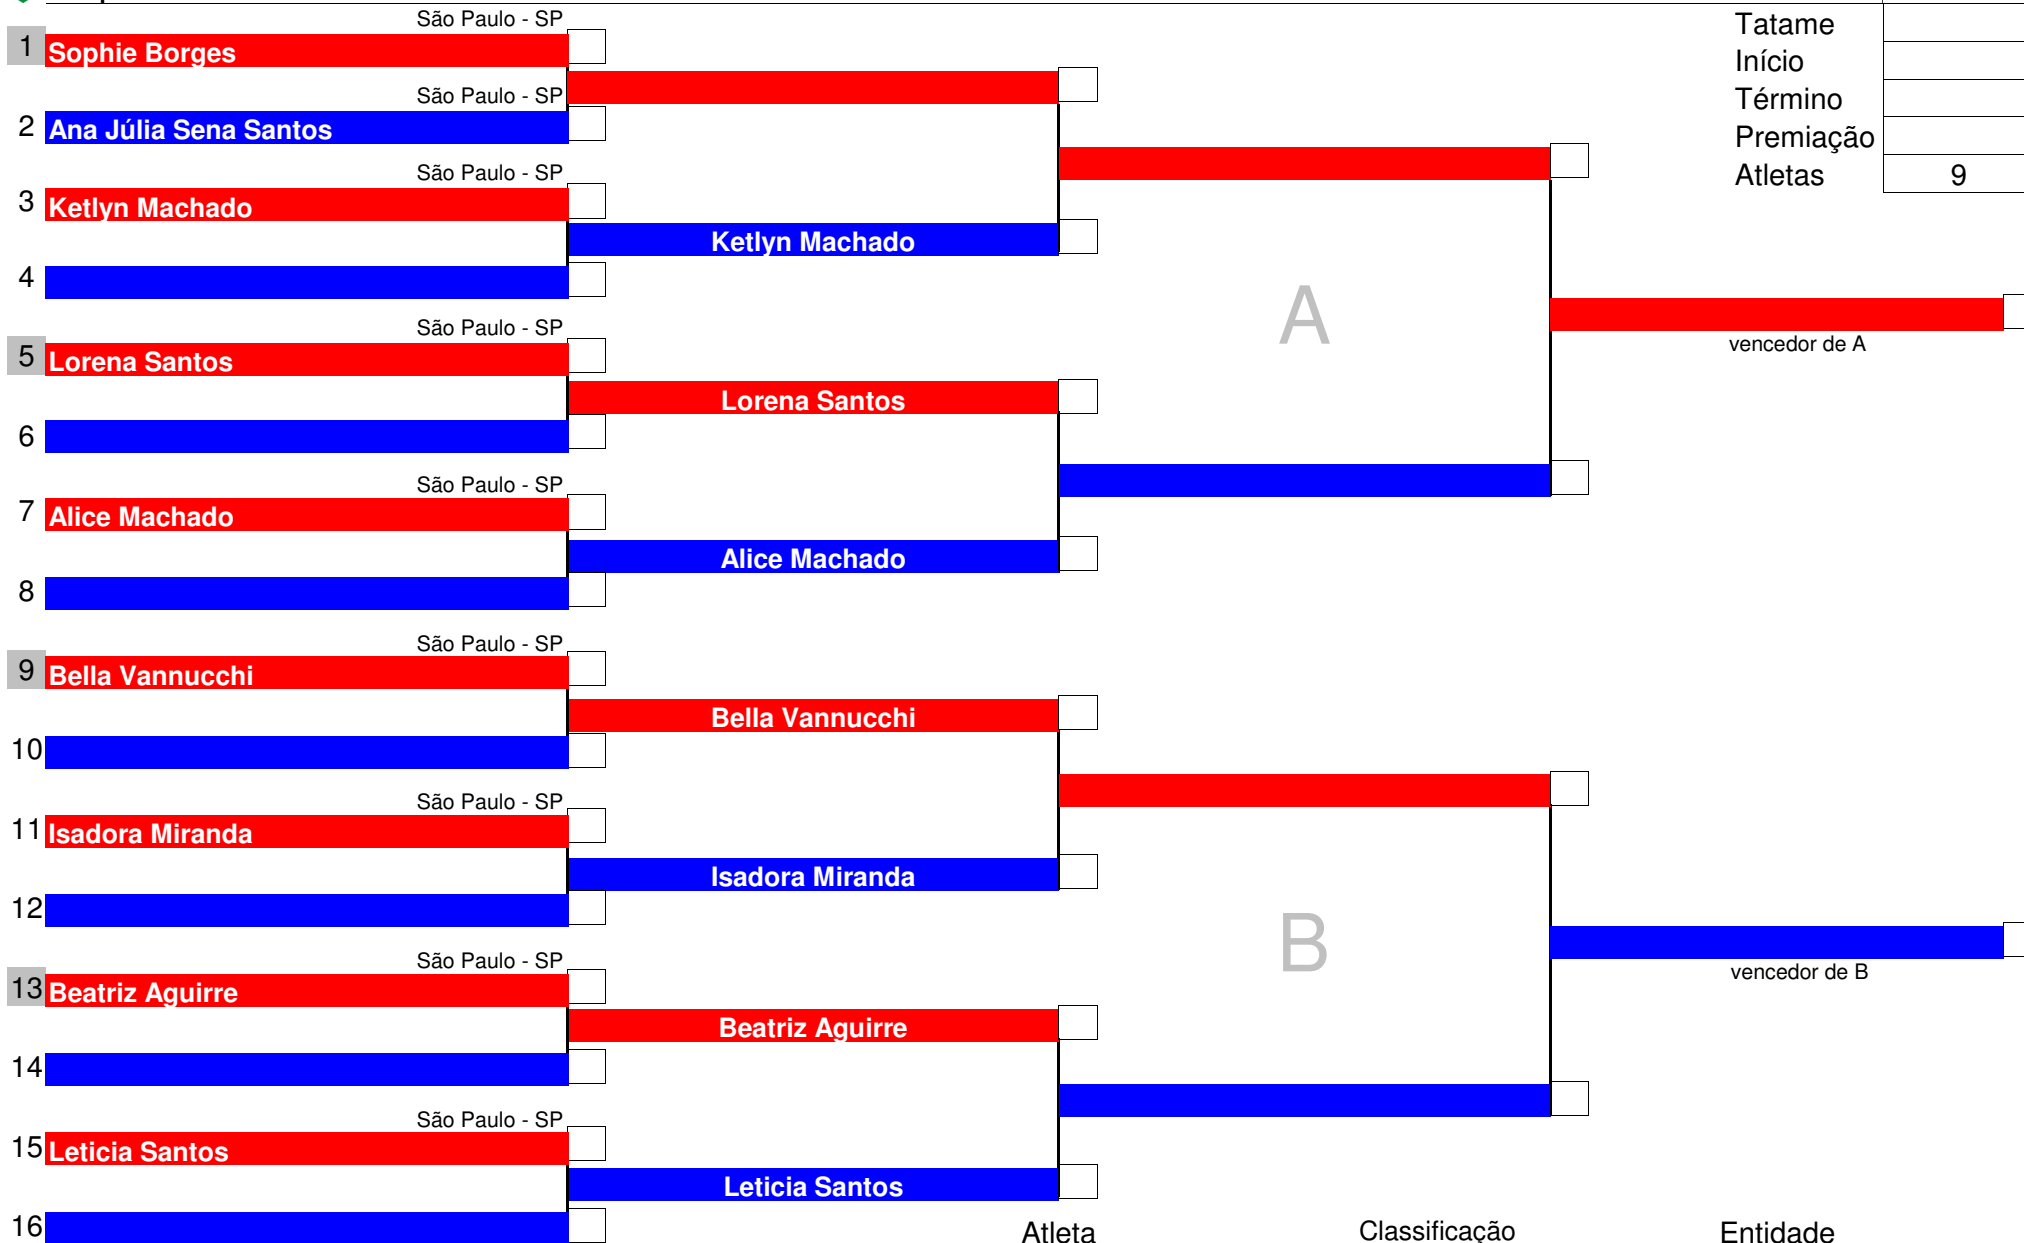 São Paulo - SP
1 Sophie Borges
São Paulo - SP
2 Ana Júlia Sena Santos
São Paulo - SP
3 Ketlyn Machado
Ketlyn Machado
4
São Paulo - SP
5 Lorena Santos
Lorena Santos
6
São Paulo - SP
7 Alice Machado
Alice Machado
8
São Paulo - SP
9 Bella Vannucchi
Bella Vannucchi
10
São Paulo - SP
11 Isadora Miranda
Isadora Miranda
12
São Paulo - SP
13 Beatriz Aguirre
Beatriz Aguirre
14
São Paulo - SP
15 Leticia Santos
Leticia Santos
16
A
B
Tatame
Início
Término
Premiação
Atletas 9
vencedor de A
vencedor de B
Atleta Classificação Entidade